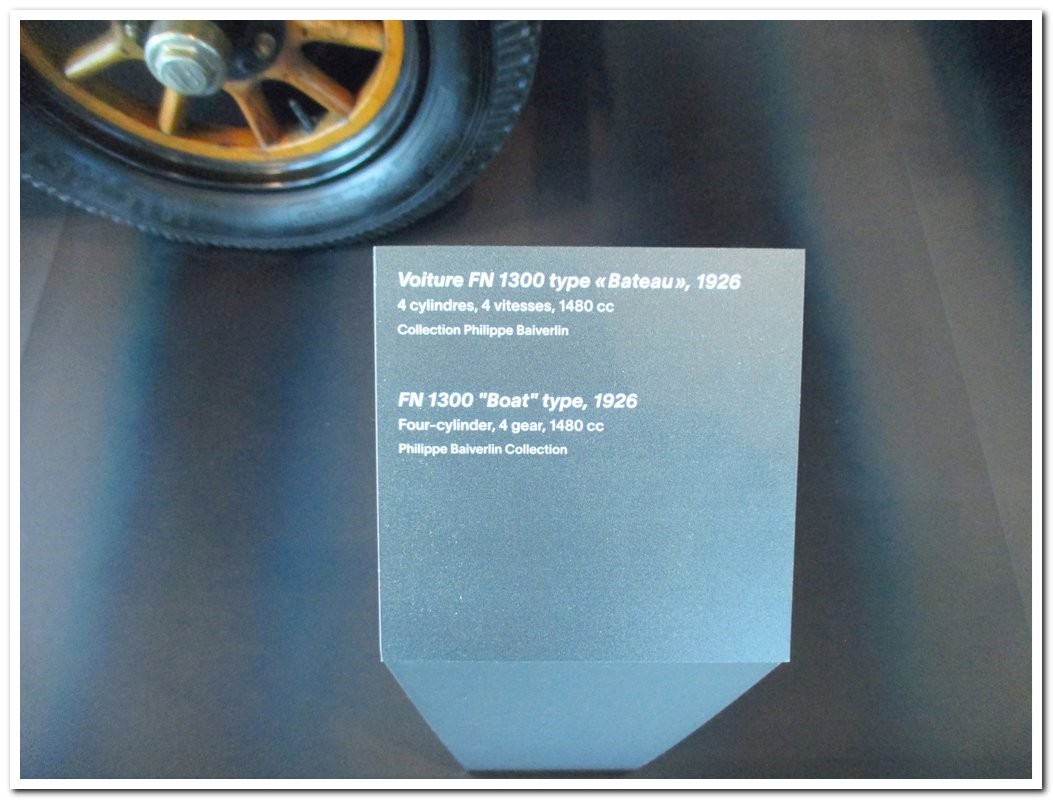 Voiture FN 1300 type «Bateau», 1926
4 cylindres, 4 vitesses, 1480 cc
Collection Philippe Baiverlin
FN 1300 "Boat" type, 1926
Four-cylinder, 4 gear, 1480 cc
Philippe Baiverlin Collection